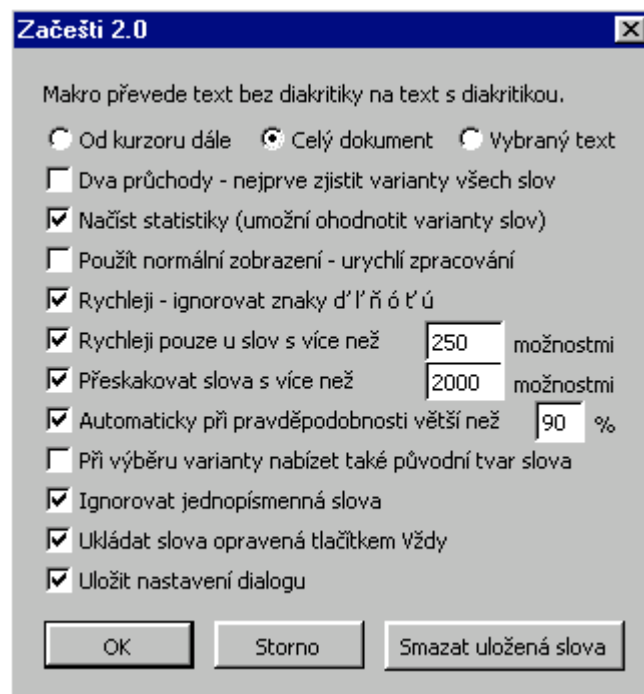 Začešti 2.0
Makro převede text bez diakritiky na text s diakritikou.
Od kurzoru dále Celý dokument Vybraný text
Dva průchody - nejprve zjistit varianty všech slov
Načíst statistiky (umožní ohodnotit varianty slov)
Použít normální zobrazení - urychlí zpracování
Rychleji - ignorovat znaky ď ľ ň ó ť ú
Rychleji pouze u slov s více než 250 možnostmi
Přeskakovat slova s více než 2000 možnostmi
Automaticky při pravděpodobnosti větší než 90 %
Při výběru varianty nabízet také původní tvar slova
Ignorovat jednopísmenná slova
Ukládat slova opravená tlačítkem Vždy
Uložit nastavení dialogu
OK Storno Smazat uložená slova